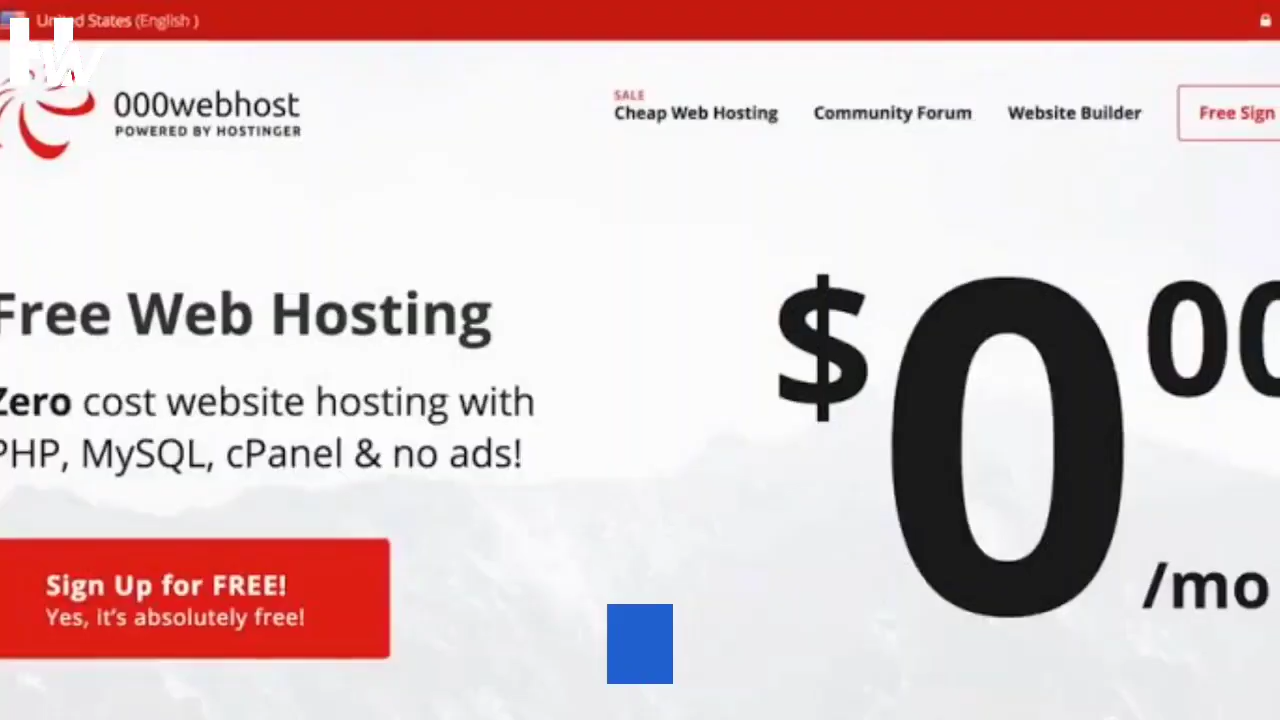 United States (English )
HW
000webhost
POWERED BY HOSTINGER
SALE
Cheap Web Hosting
Community Forum
Website Builder
Free Sign
Free Web Hosting
Zero cost website hosting with
PHP, MySQL, cPanel & no ads!
$000
/mo
Sign Up for FREE!
Yes, it's absolutely free!